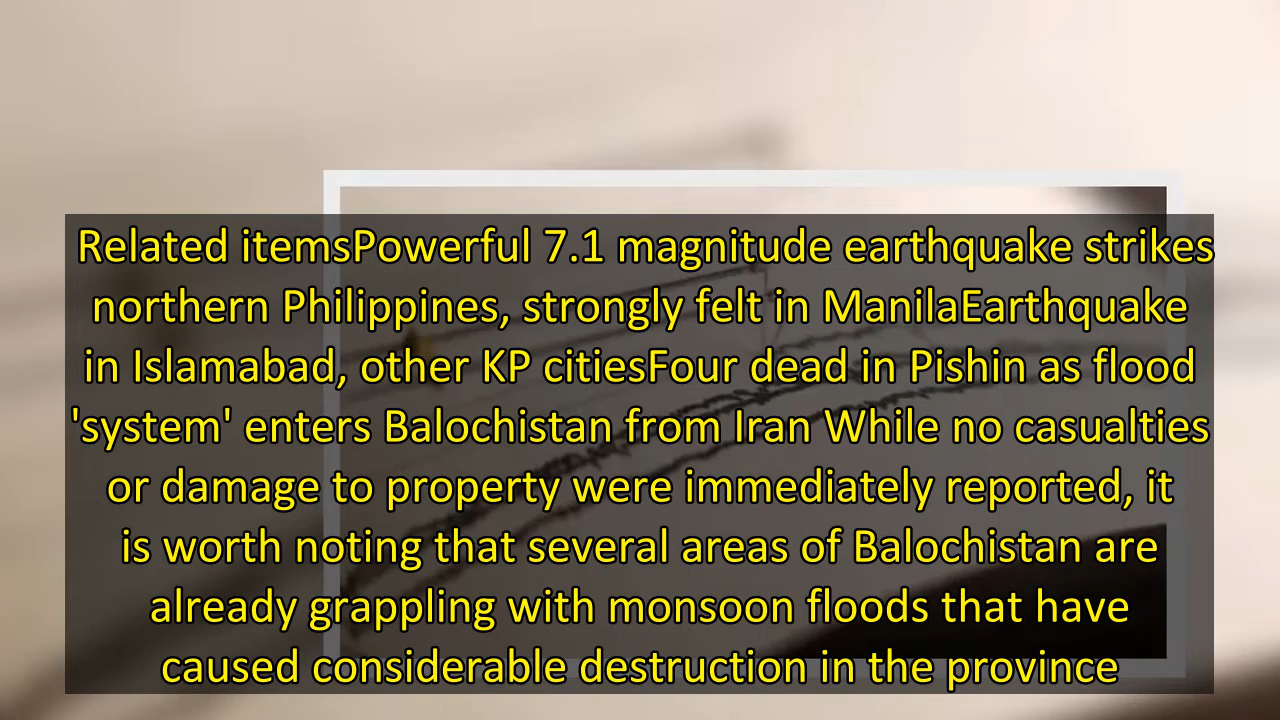 Related itemsPowerful 7.1 magnitude earthquake strikes
northern Philippines, strongly felt in ManilaEarthquake
in Islamabad, other KP citiesFour dead in Pishin as flood
'system' enters Balochistan from Iran While no casualties
or damage to property were immediately reported, it
is worth noting that several areas of Balochistan are
already grappling with monsoon floods that have
caused considerable destruction in the province